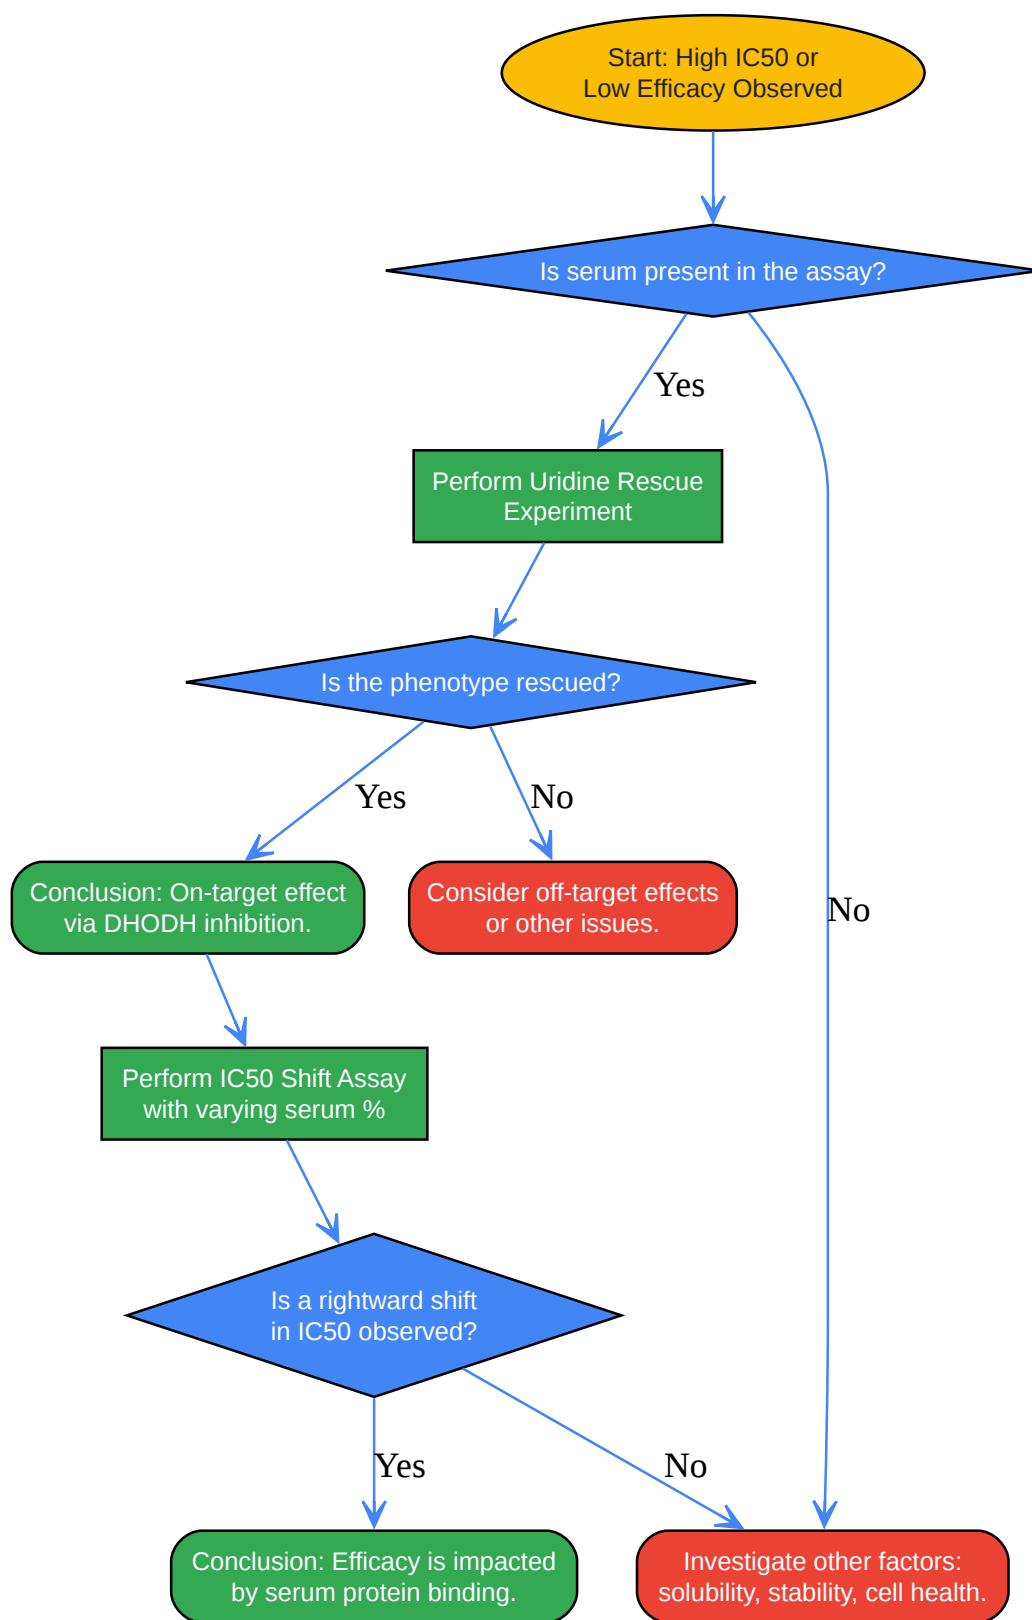 Start: High IC50 or
Low Efficacy Observed
Is serum present in the assay?
Yes
Perform Uridine Rescue
Experiment
Is the phenotype rescued?
Yes
No
Conclusion: On-target effect
via DHODH inhibition.
Consider off-target effects
or other issues.
No
Perform IC50 Shift Assay
with varying serum %
Is a rightward shift
in IC50 observed?
Yes
No
Conclusion: Efficacy is impacted
by serum protein binding.
Investigate other factors:
solubility, stability, cell health.